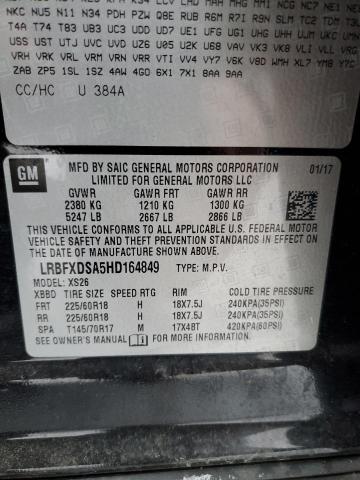 NKC NU5 N11 N34 PDH PZW Q8E RUB R6M R7I R9N SLM TC2 TDM
T4A T74 T83 UB3 UC3 UDD UD7 UE1 UFG UG1 UHG UHH UJM UKC UMN
USS UST UTJ UVC UVD UZ6 U05 U2K U68 VAV VK3 VK8 VLI VLL VRG
VRH VRK VRL VRM VRN VRR VTI VV4 VY7 V6K V8D WMH XL7 YM8
ZAB ZP5 1SL 1SZ 4AW 4G0 6X1 7X1 8AA 9AA
CC/HC U 384A
GM
MFD BY SAIC GENERAL MOTORS CORPORATION 01/17
LIMITED FOR GENERAL MOTORS LLC
GVWR GAWR FRT GAWR RR
2380 KG 1210 KG 1300 KG
5247 LB 2667 LB 2866 LB
THIS VEHICLE CONFORMS TO ALL APPLICABLE U.S. FEDERAL MOTOR
VEHICLE SAFETY, BUMPER, AND THEFT PREVENTION STANDARDS IN EFFECT ON THE
DATE OF MANUFACTURE SHOWN ABOVE.
LRBFXDSA5HD164849 TYPE: M.P.V.
MODEL: XS26
XBBD TIRE SIZE SPEED RTG RIM COLD TIRE PRESSURE
FRT 225/60R18 H 18X7.5J 240KPA(35PSI)
RR 225/60R18 H 18X7.5J 240KPA(35PSI)
SPA T145/70R17 M 17X4BT 420KPA(60PSI)
SEE OWNER'S MANUAL FOR MORE INFORMATION.